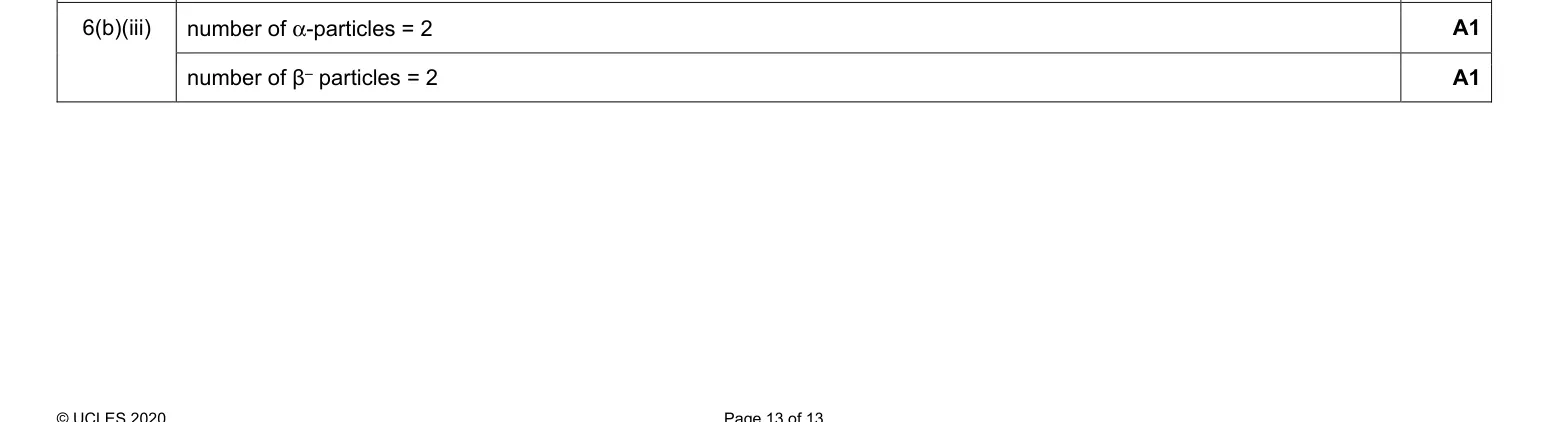 6(b)(iii) number of α-particles = 2 A1
number of β⁻ particles = 2 A1
© UCLES 2020 Page 13 of 13